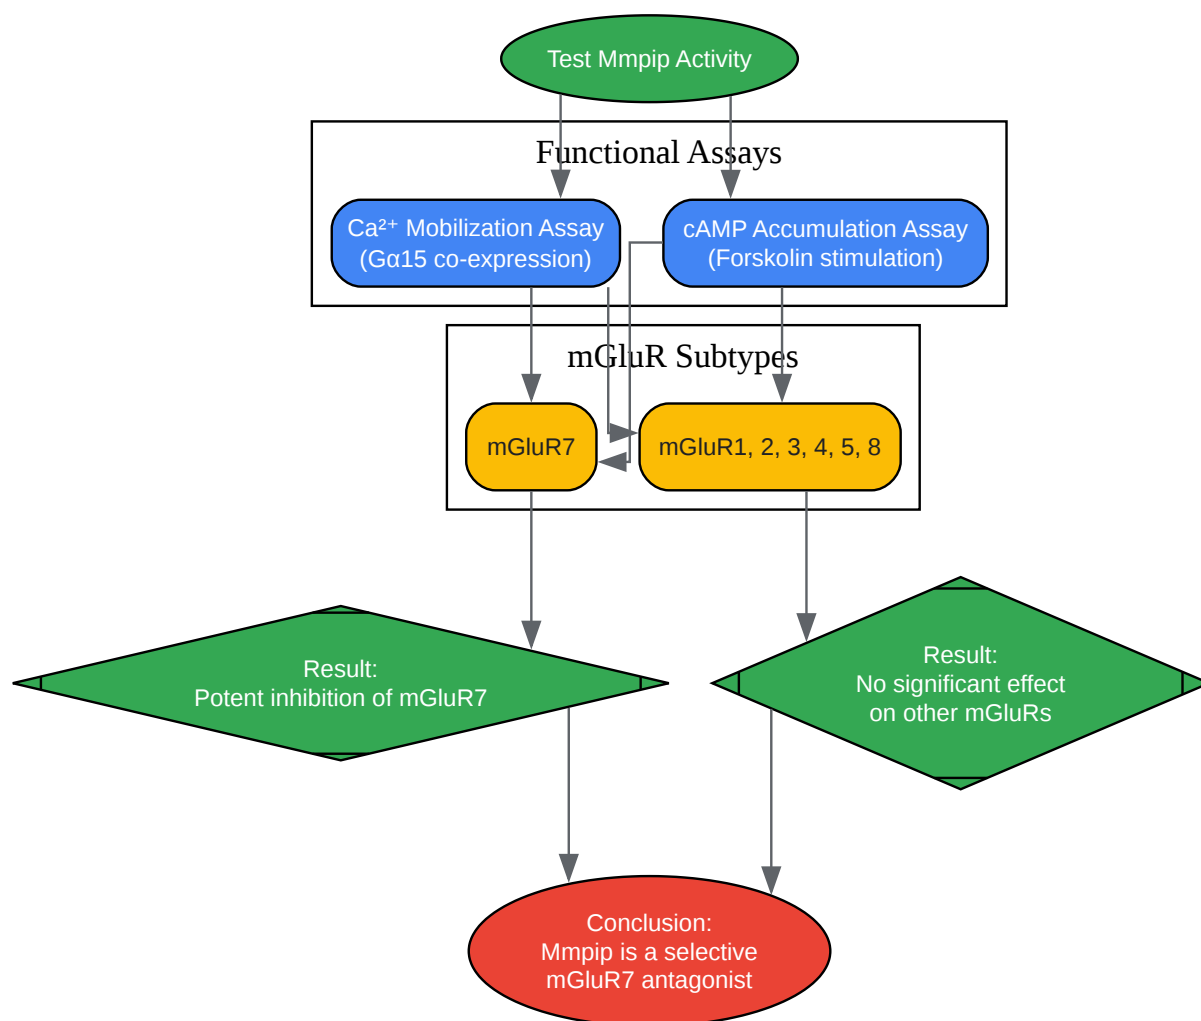 Test Mmpip Activity
Functional Assays
Ca²⁺ Mobilization Assay
(Gα15 co-expression)
cAMP Accumulation Assay
(Forskolin stimulation)
mGluR Subtypes
mGluR7
mGluR1, 2, 3, 4, 5, 8
Result:
Potent inhibition of mGluR7
Result:
No significant effect
on other mGluRs
Conclusion:
Mmpip is a selective
mGluR7 antagonist